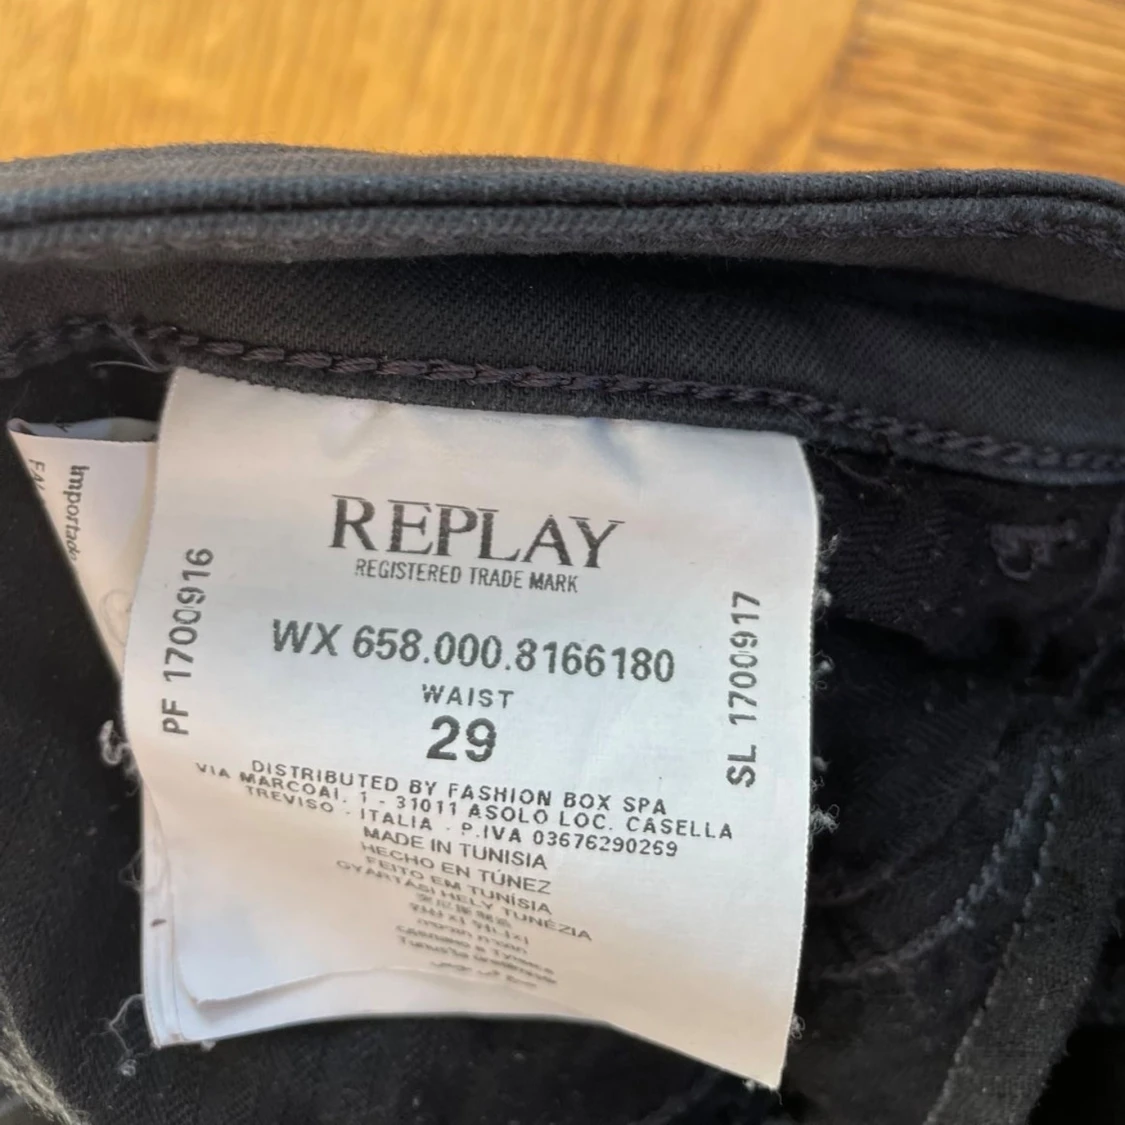 REPLAY
REGISTERED TRADE MARK
WX 658.000.8166180
WAIST
29
DISTRIBUTED BY FASHION BOX SPA
VIA MARCOAI. 1 - 31011 ASOLO LOC. CASELLA
TREVISO - ITALIA - P.IVA 03676290269
MADE IN TUNISIA
HECHO EN TÚNEZ
FEITO EM TUNÍSIA
GYÁRTÁSI HELY TUNÉZIA
PF 1700916
SL 1700917
Importado